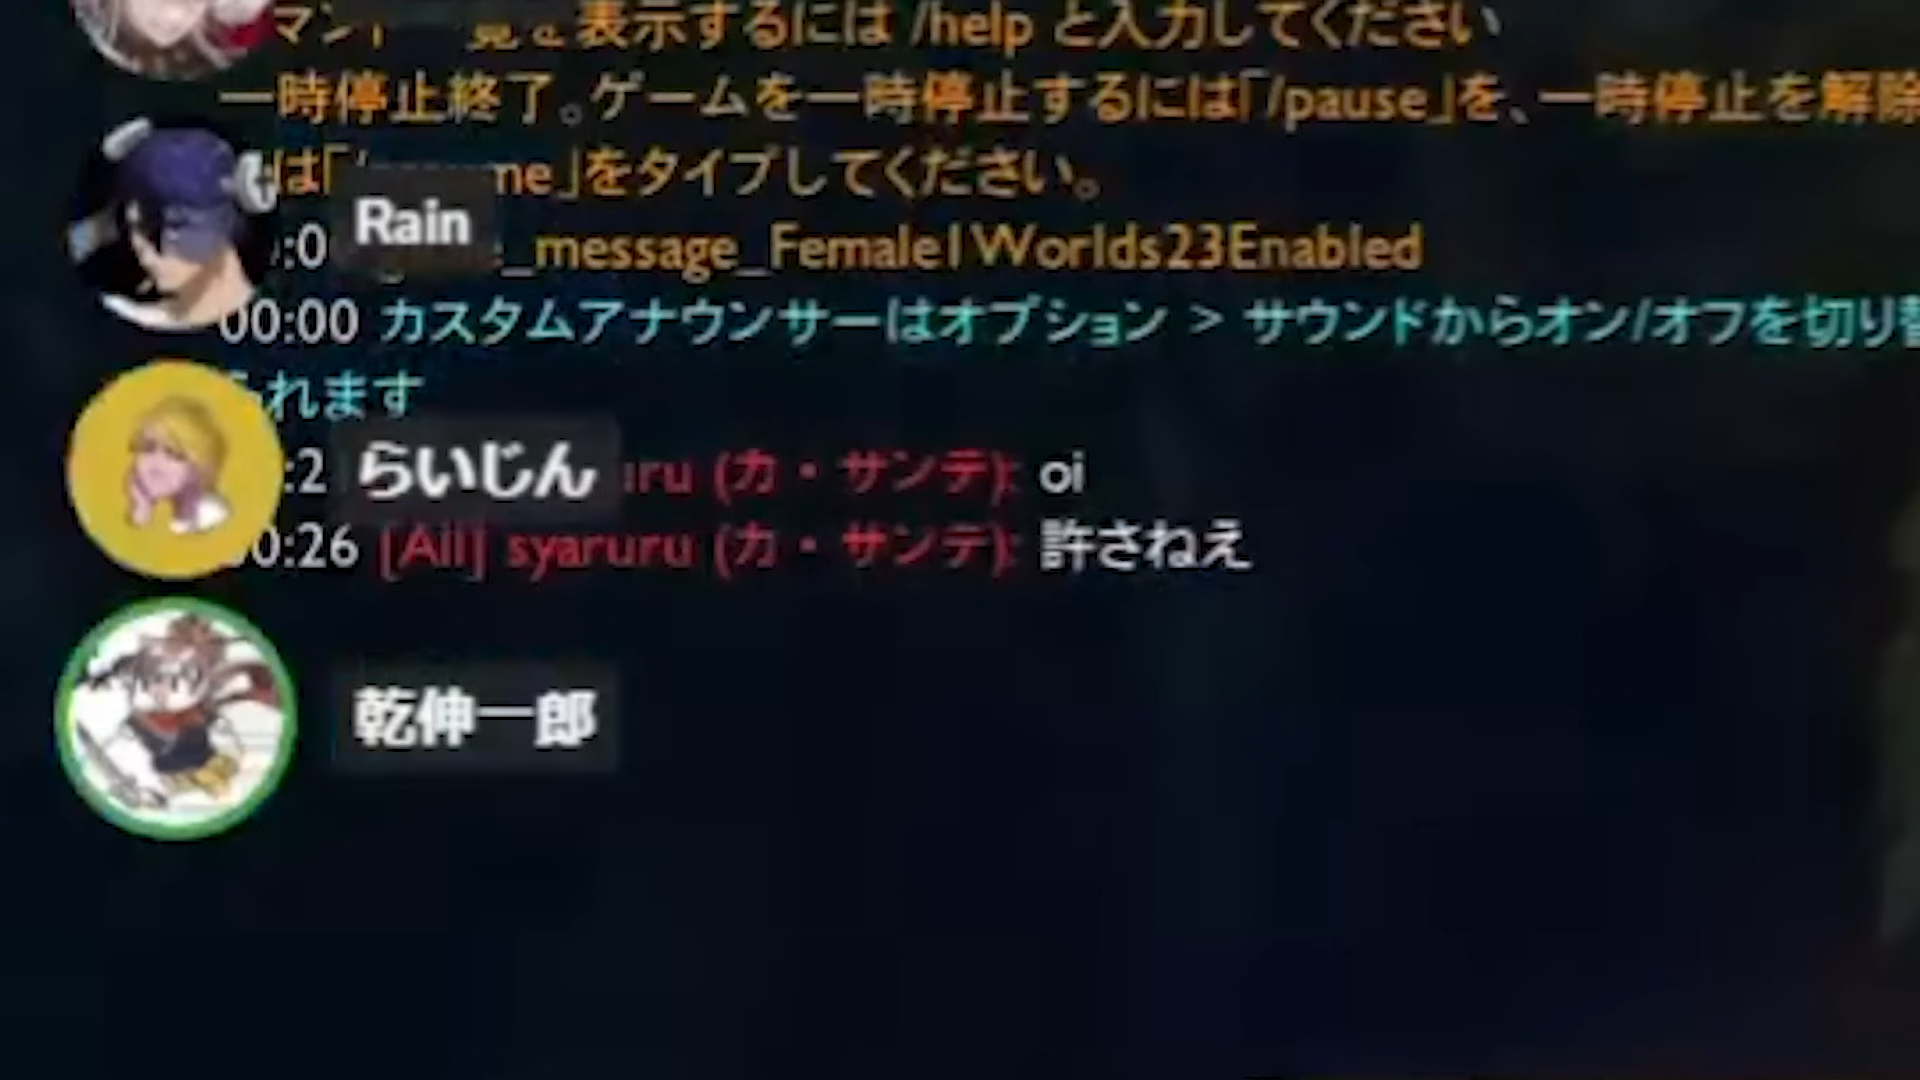 を表示するには /help と入力してください
一時停止終了。ゲームを一時停止するには「/pause」を、一時停止を解除
は「 me」をタイプしてください。
Rain
:0 _message_Female1Worlds23Enabled
00:00 カスタムアナウンサーはオプション > サウンドからオン/オフを切り替
られます
:2 らいじん ruru (カ・サンテ): oi
00:26 [All] syaruru (カ・サンテ): 許さねえ
乾伸一郎